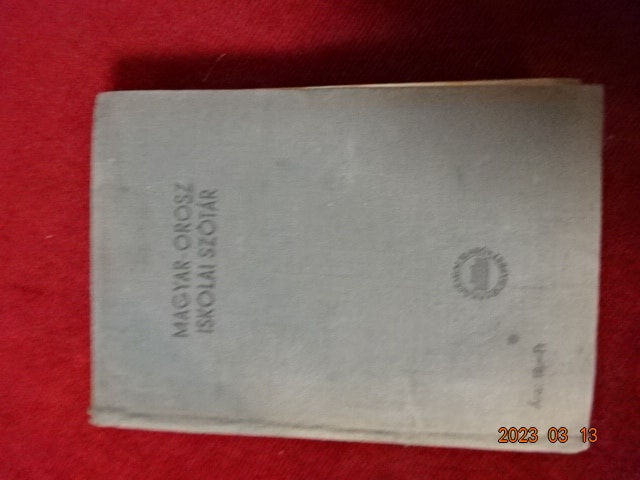 MAGYAR-OROSZ
ISKOLAI SZÓTÁR
2023 03 13